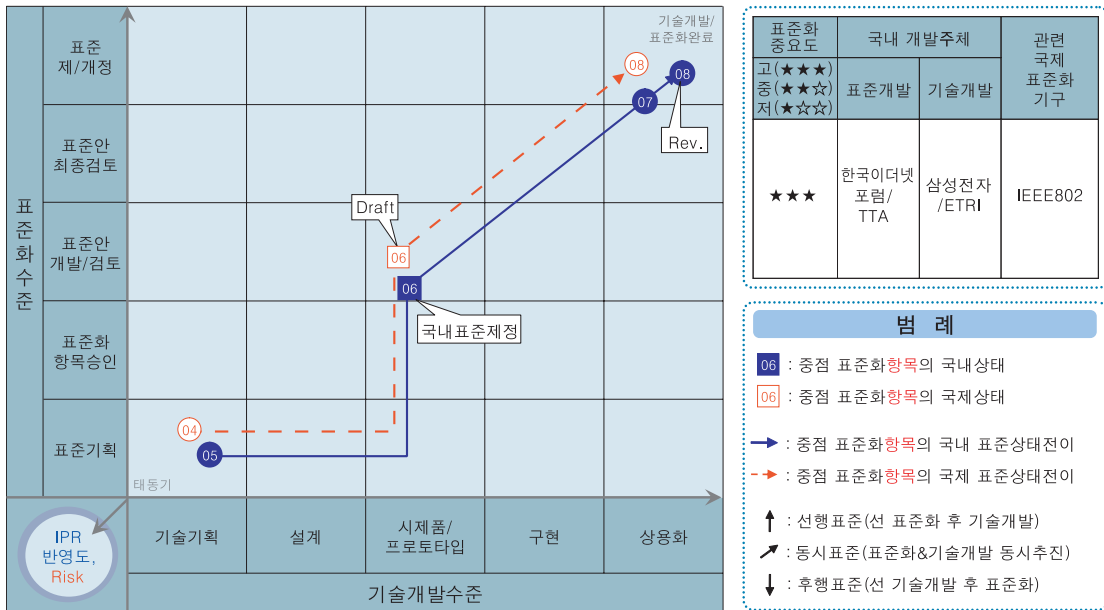 표준
제/개정
표준안
최종검토
표준안
개발/검토
표준화
항목승인
표준기획
표준화수준
기술개발/
표준화완료
08
08
07
Rev.
Draft
06
06
국내표준제정
04
05
태동기
IPR
반영도,
Risk
기술기획
설계
시제품/
프로토타입
구현
상용화
기술개발수준
표준화
중요도
국내 개발주체
관련
국제
표준화
기구
고(★★★)
중(★★☆)
저(★☆☆)
표준개발
기술개발
★★★
한국이더넷
포럼/
TTA
삼성전자
/ETRI
IEEE802
범 례
06 : 중점 표준화항목의 국내상태
06 : 중점 표준화항목의 국제상태
: 중점 표준화항목의 국내 표준상태전이
: 중점 표준화항목의 국제 표준상태전이
: 선행표준(선 표준화 후 기술개발)
: 동시표준(표준화&기술개발 동시추진)
: 후행표준(선 기술개발 후 표준화)